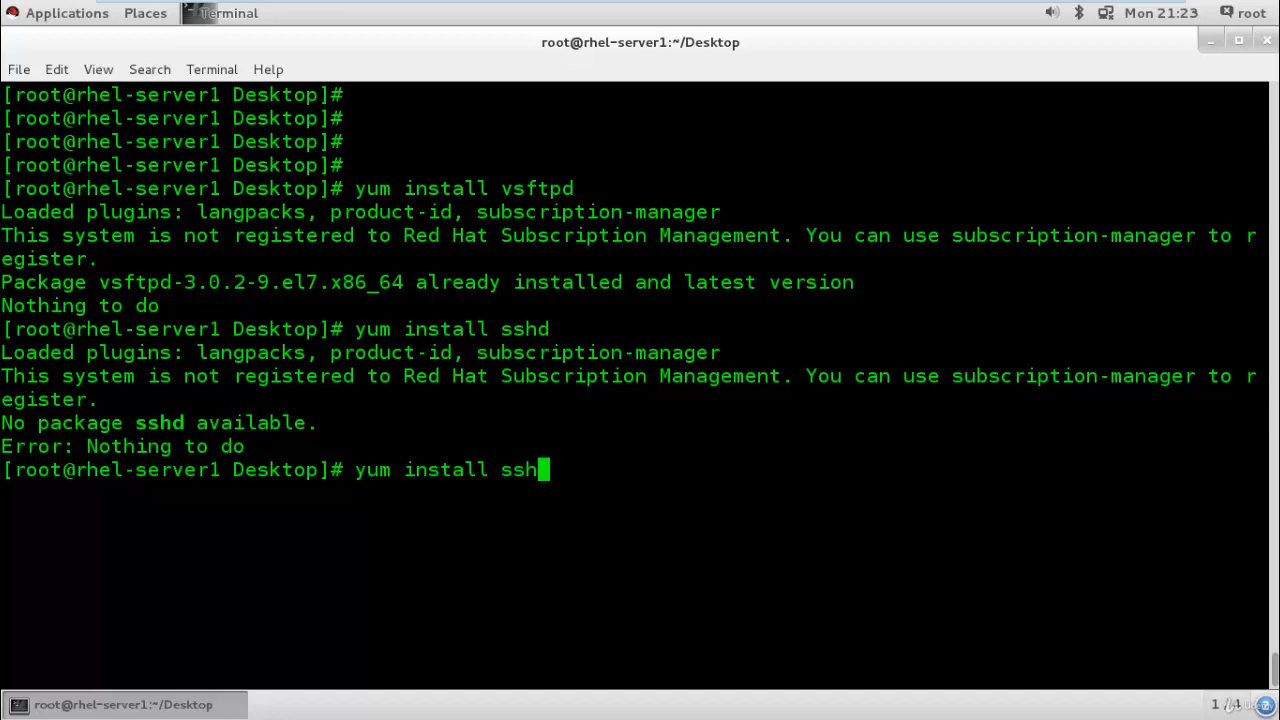 Applications Places Terminal Mon 21:23 root
root@rhel-server1:~/Desktop
File Edit View Search Terminal Help
[root@rhel-server1 Desktop]#
[root@rhel-server1 Desktop]#
[root@rhel-server1 Desktop]#
[root@rhel-server1 Desktop]#
[root@rhel-server1 Desktop]# yum install vsftpd
Loaded plugins: langpacks, product-id, subscription-manager
This system is not registered to Red Hat Subscription Management. You can use subscription-manager to r
egister.
Package vsftpd-3.0.2-9.el7.x86_64 already installed and latest version
Nothing to do
[root@rhel-server1 Desktop]# yum install sshd
Loaded plugins: langpacks, product-id, subscription-manager
This system is not registered to Red Hat Subscription Management. You can use subscription-manager to r
egister.
No package sshd available.
Error: Nothing to do
[root@rhel-server1 Desktop]# yum install ssh
root@rhel-server1:~/Desktop 1 / 4